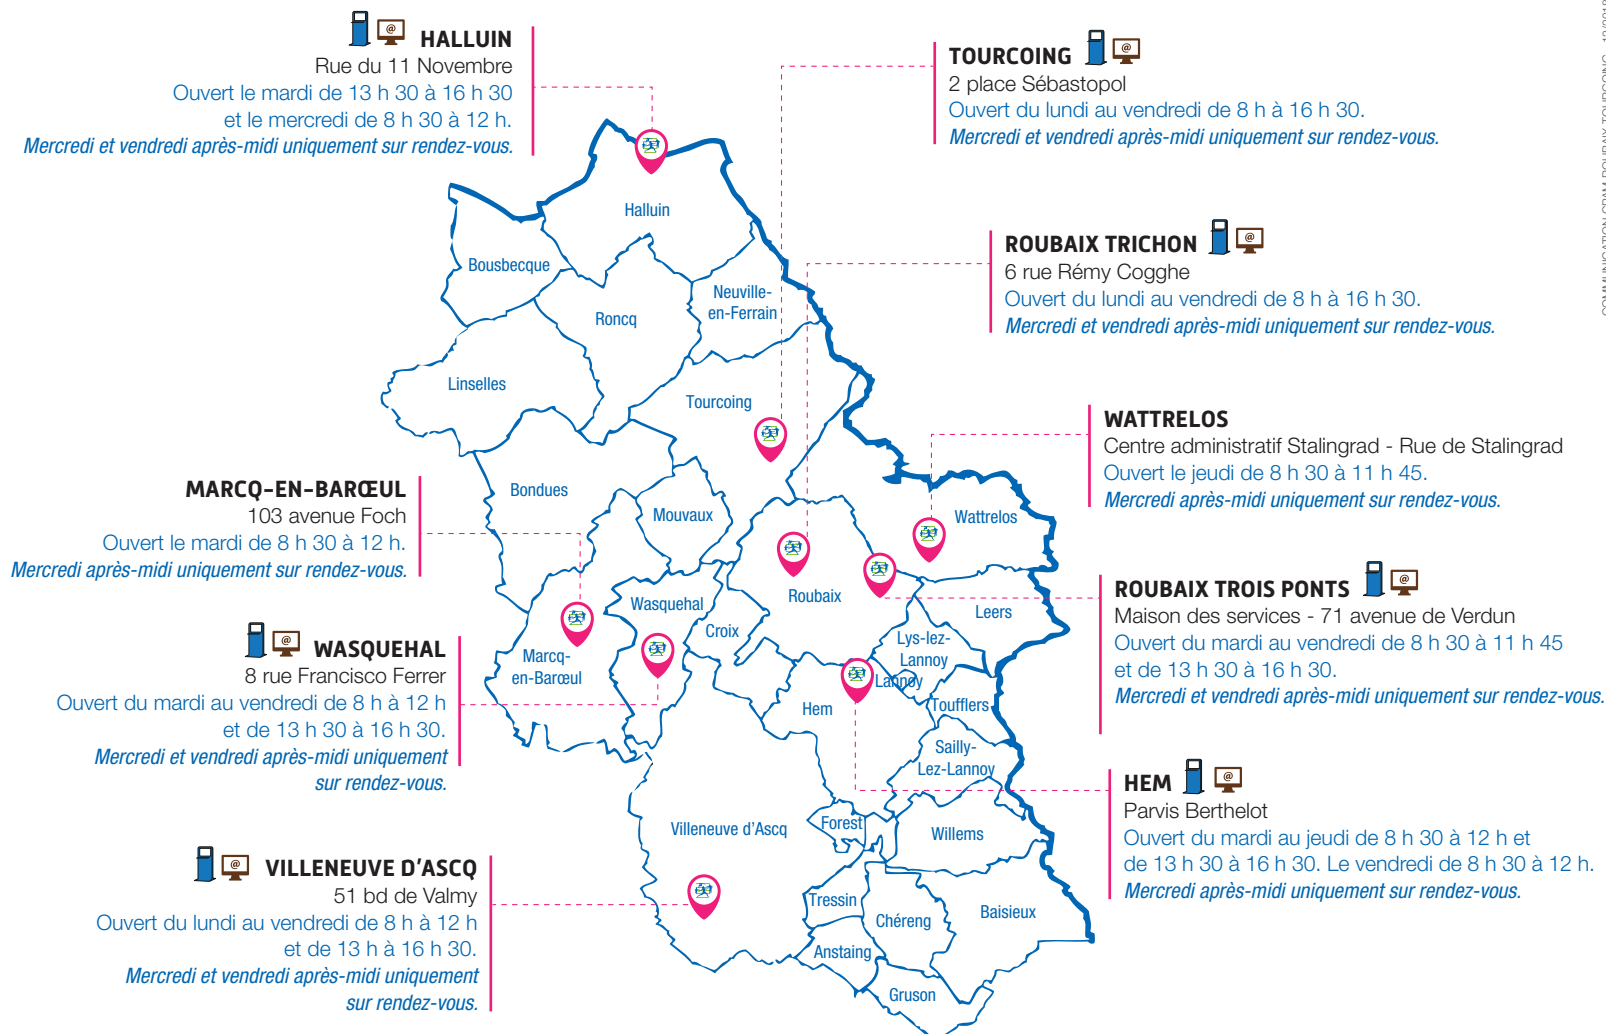 HALLUIN
Rue du 11 Novembre
Ouvert le mardi de 13 h 30 à 16 h 30
et le mercredi de 8 h 30 à 12 h.
Mercredi et vendredi après-midi uniquement sur rendez-vous.
TOURCOING
2 place Sébastopol
Ouvert du lundi au vendredi de 8 h à 16 h 30.
Mercredi et vendredi après-midi uniquement sur rendez-vous.
ROUBAIX TRICHON
6 rue Rémy Cogghe
Ouvert du lundi au vendredi de 8 h à 16 h 30.
Mercredi et vendredi après-midi uniquement sur rendez-vous.
WATTRELOS
Centre administratif Stalingrad - Rue de Stalingrad
Ouvert le jeudi de 8 h 30 à 11 h 45.
Mercredi après-midi uniquement sur rendez-vous.
MARCQ-EN-BARŒUL
103 avenue Foch
Ouvert le mardi de 8 h 30 à 12 h.
Mercredi après-midi uniquement sur rendez-vous.
ROUBAIX TROIS PONTS
Maison des services - 71 avenue de Verdun
Ouvert du mardi au vendredi de 8 h 30 à 11 h 45
et de 13 h 30 à 16 h 30.
Mercredi et vendredi après-midi uniquement sur rendez-vous.
WASQUEHAL
8 rue Francisco Ferrer
Ouvert du mardi au vendredi de 8 h à 12 h
et de 13 h 30 à 16 h 30.
Mercredi et vendredi après-midi uniquement
sur rendez-vous.
HEM
Parvis Berthelot
Ouvert du mardi au jeudi de 8 h 30 à 12 h et
de 13 h 30 à 16 h 30. Le vendredi de 8 h 30 à 12 h.
Mercredi après-midi uniquement sur rendez-vous.
VILLENEUVE D'ASCQ
51 bd de Valmy
Ouvert du lundi au vendredi de 8 h à 12 h
et de 13 h à 16 h 30.
Mercredi et vendredi après-midi uniquement
sur rendez-vous.
Halluin
Bousbecque
Neuville-
en-Ferrain
Roncq
Linselles
Tourcoing
Bondues
Mouvaux
Wattrelos
Roubaix
Wasquehal
Leers
Croix
Lys-lez-
Lannoy
Marcq-
en-Barœul
Lannoy
Hem
Toufflers
Sailly-
Lez-Lannoy
Villeneuve d'Ascq
Forest
Willems
Tressin
Chéreng
Baisieux
Anstaing
Gruson